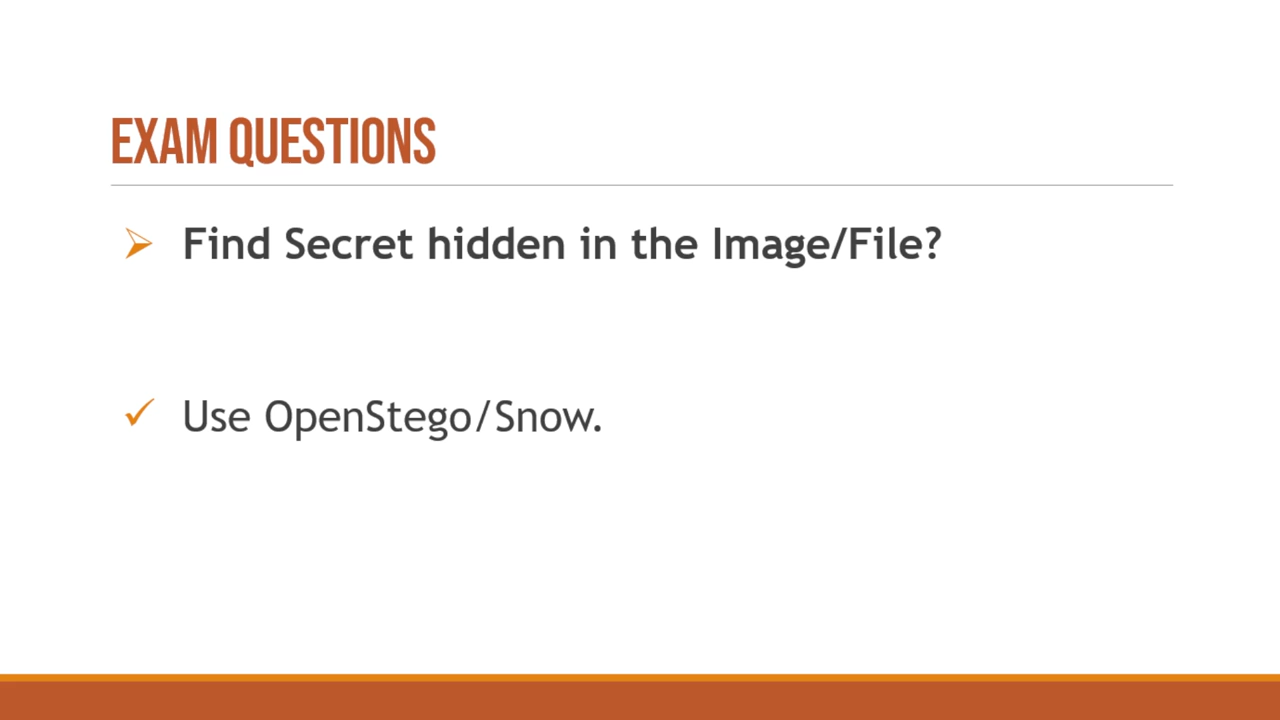 EXAM QUESTIONS
Find Secret hidden in the Image/File?
Use OpenStego/Snow.